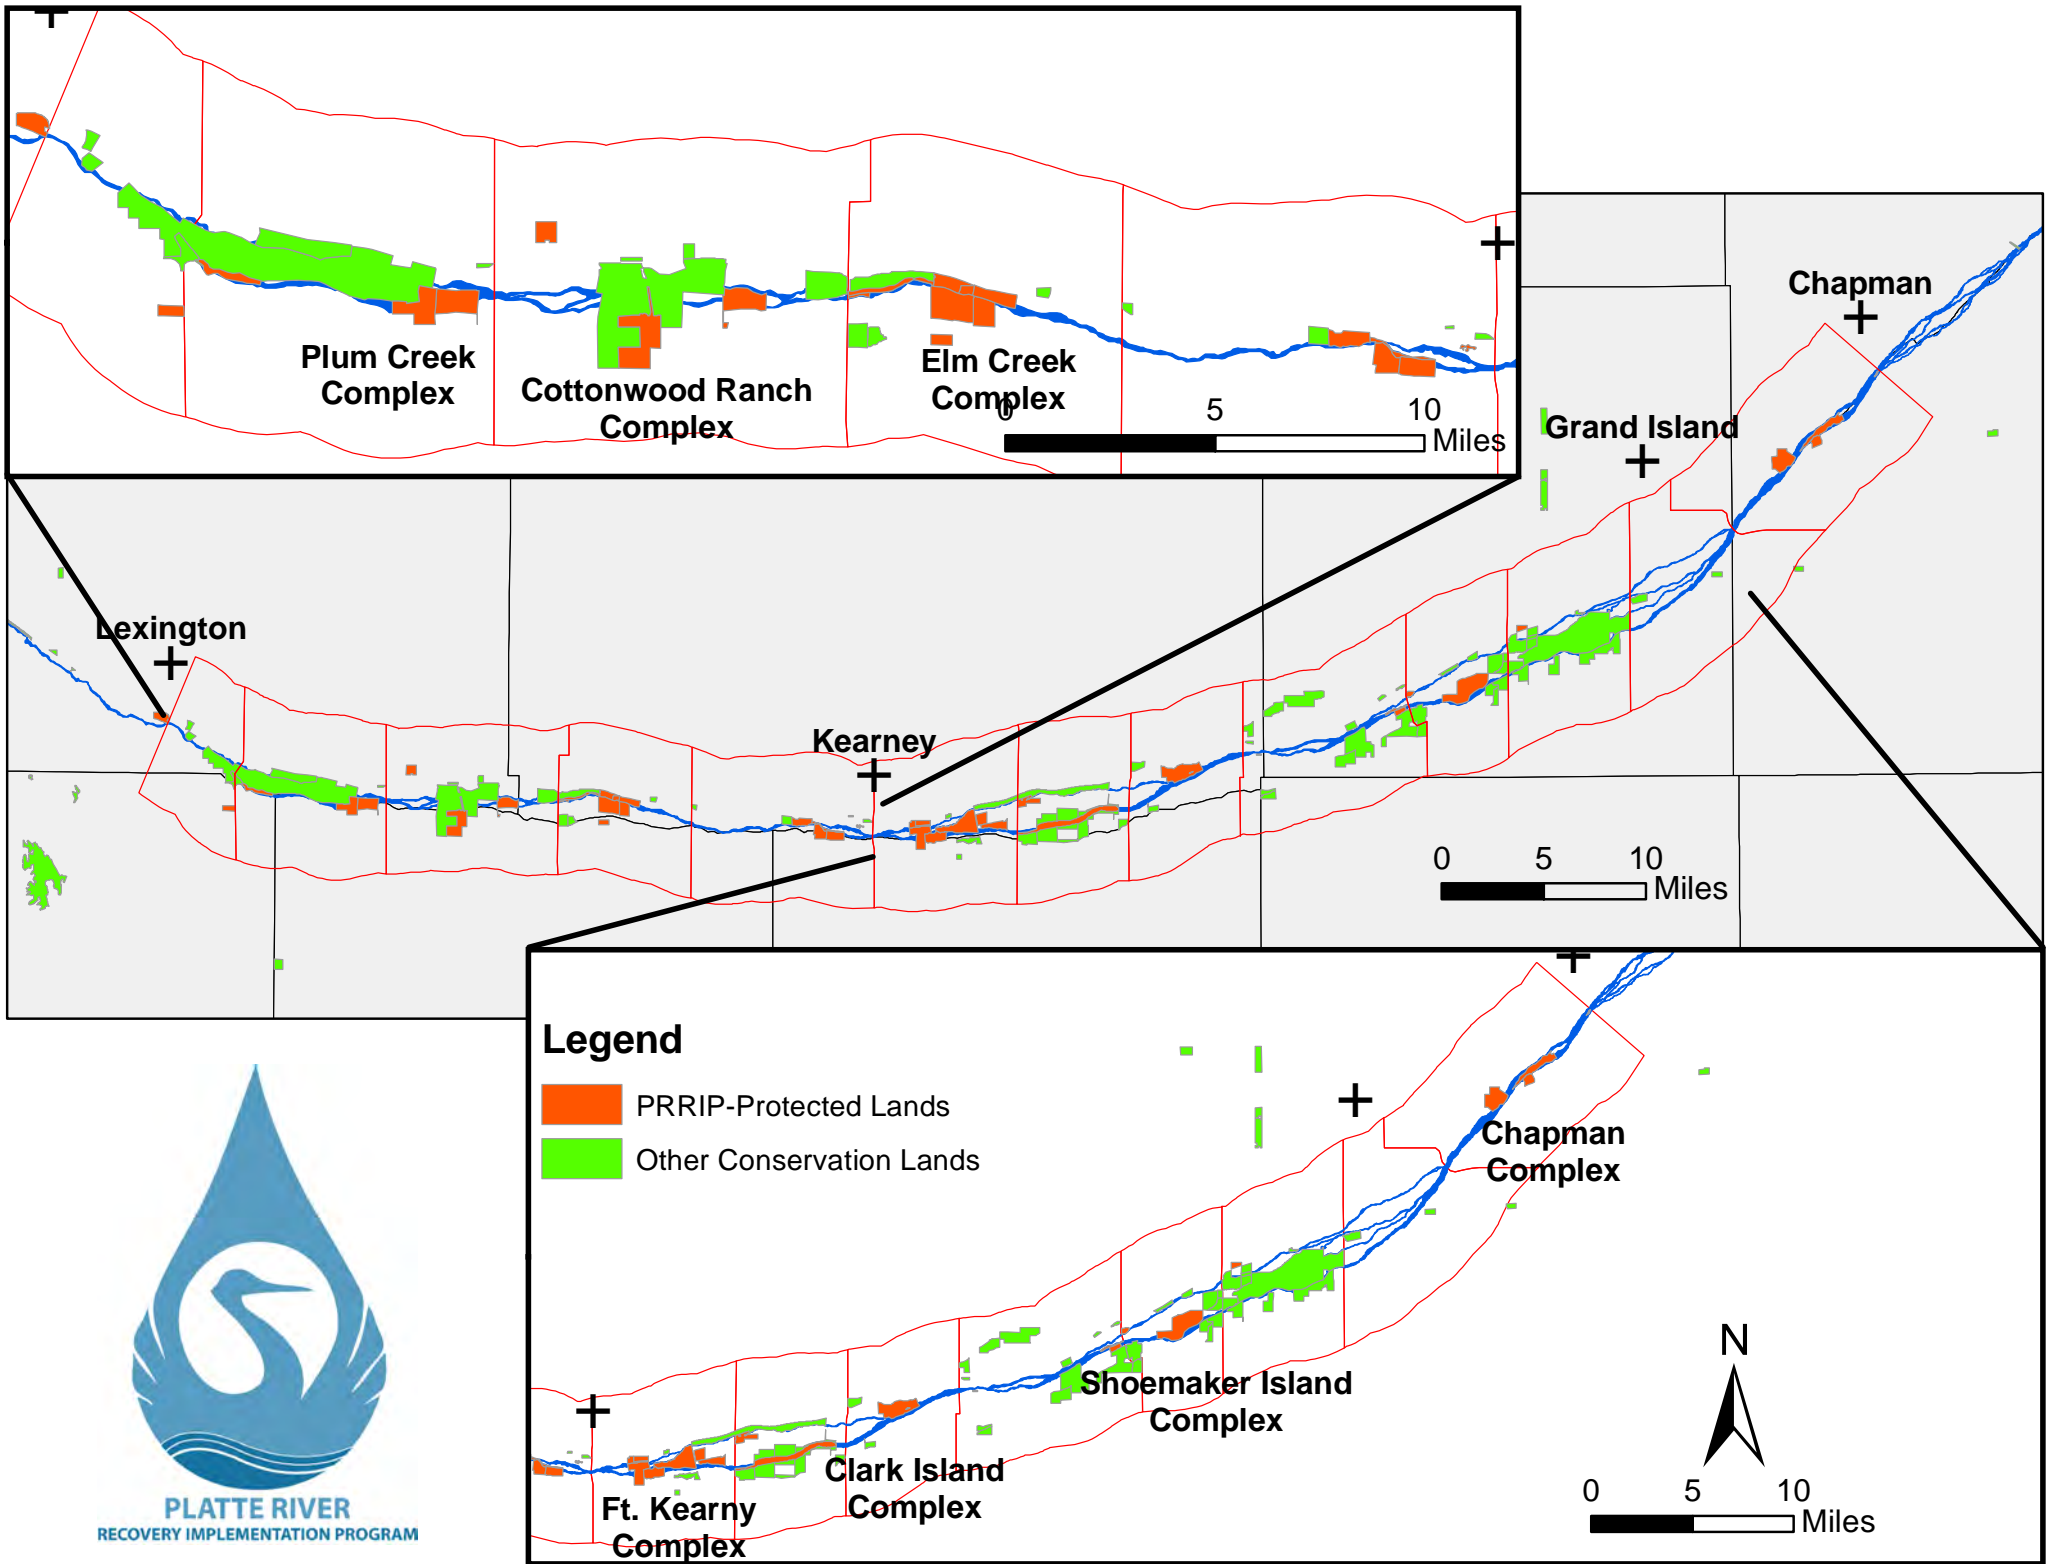 Plum Creek
Complex
Cottonwood Ranch
Complex
Elm Creek
Complex
0 5 10
Miles
Chapman
Grand Island
Lexington
Kearney
0 5 10
Miles
Legend
PRRIP-Protected Lands
Other Conservation Lands
Chapman
Complex
Shoemaker Island
Complex
Clark Island
Complex
Ft. Kearny
Complex
N
0 5 10
Miles
PLATTE RIVER
RECOVERY IMPLEMENTATION PROGRAM